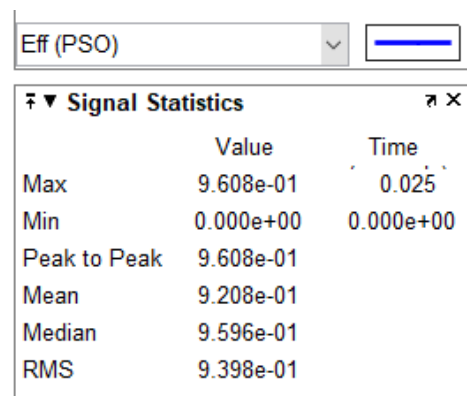 Eff (PSO)
Signal Statistics
Value Time
Max 9.608e-01 0.025
Min 0.000e+00 0.000e+00
Peak to Peak 9.608e-01
Mean 9.208e-01
Median 9.596e-01
RMS 9.398e-01